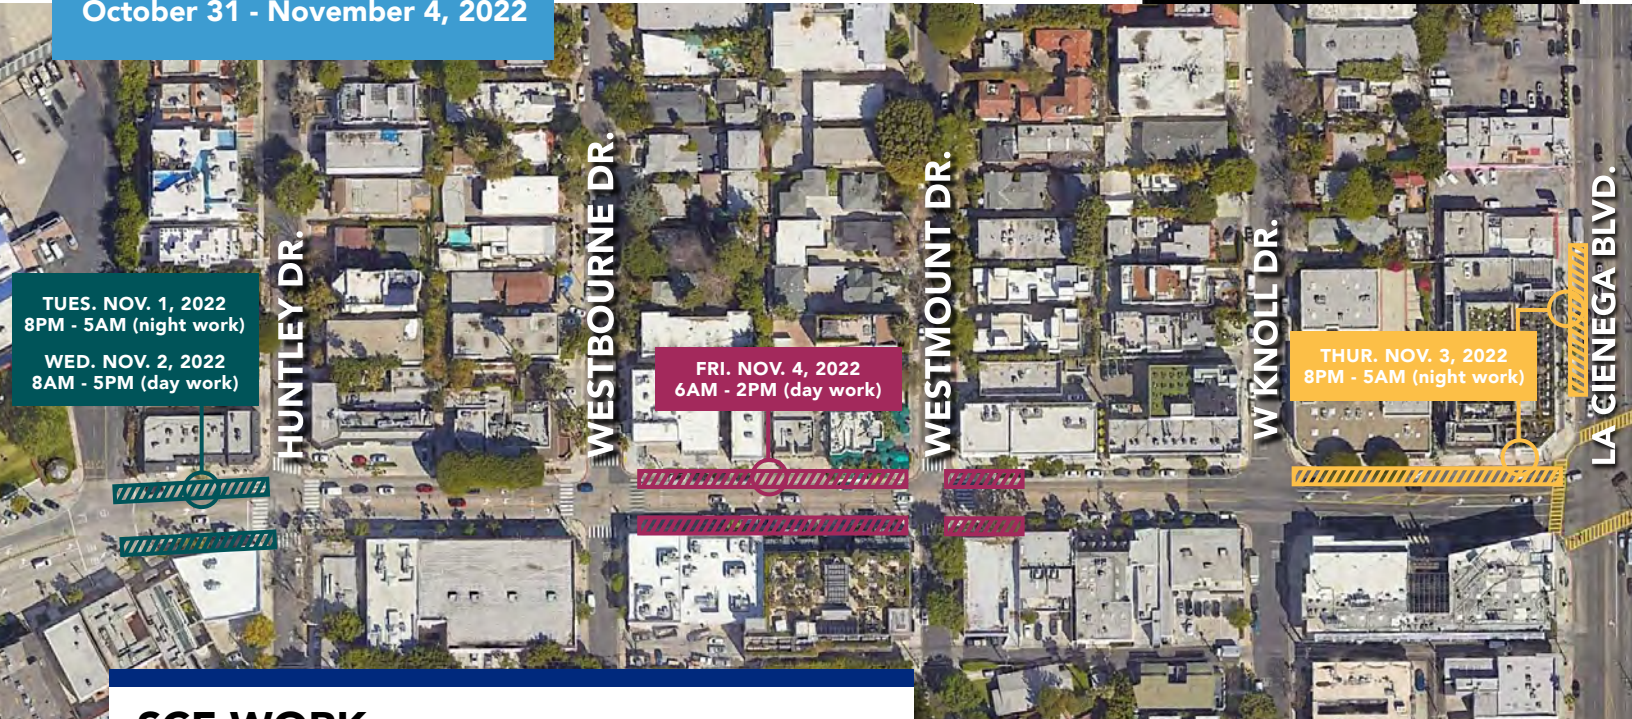 October 31 - November 4, 2022
HUNTLEY DR.
WESTBOURNE DR.
WESTMOUNT DR.
W KNOLL DR.
LA CIENEGA BLVD.
TUES. NOV. 1, 2022
8PM - 5AM (night work)
WED. NOV. 2, 2022
8AM - 5PM (day work)
FRI. NOV. 4, 2022
6AM - 2PM (day work)
THUR. NOV. 3, 2022
8PM - 5AM (night work)
SCE WORK